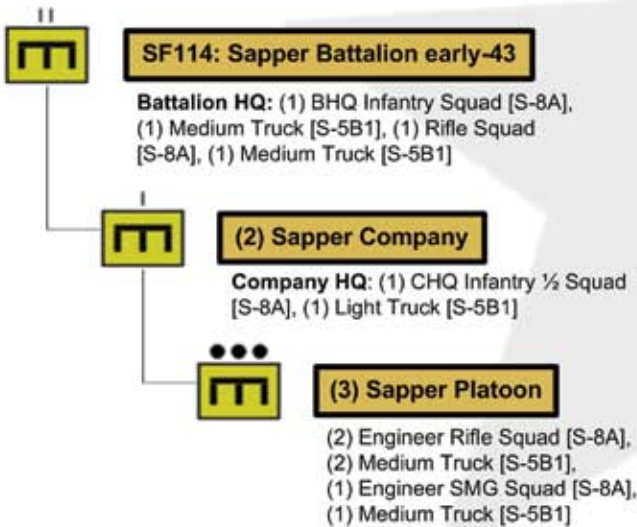 SF114: Sapper Battalion early-43
Battalion HQ: (1) BHQ Infantry Squad [S-8A],
(1) Medium Truck [S-5B1], (1) Rifle Squad
[S-8A], (1) Medium Truck [S-5B1]
(2) Sapper Company
Company HQ: (1) CHQ Infantry ½ Squad
[S-8A], (1) Light Truck [S-5B1]
(3) Sapper Platoon
(2) Engineer Rifle Squad [S-8A],
(2) Medium Truck [S-5B1],
(1) Engineer SMG Squad [S-8A],
(1) Medium Truck [S-5B1]